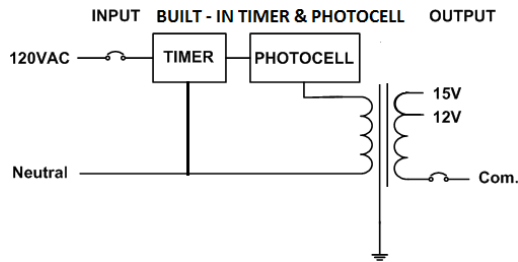 INPUT BUILT - IN TIMER & PHOTOCELL OUTPUT
120VAC TIMER PHOTOCELL
15V
12V
Neutral Com.